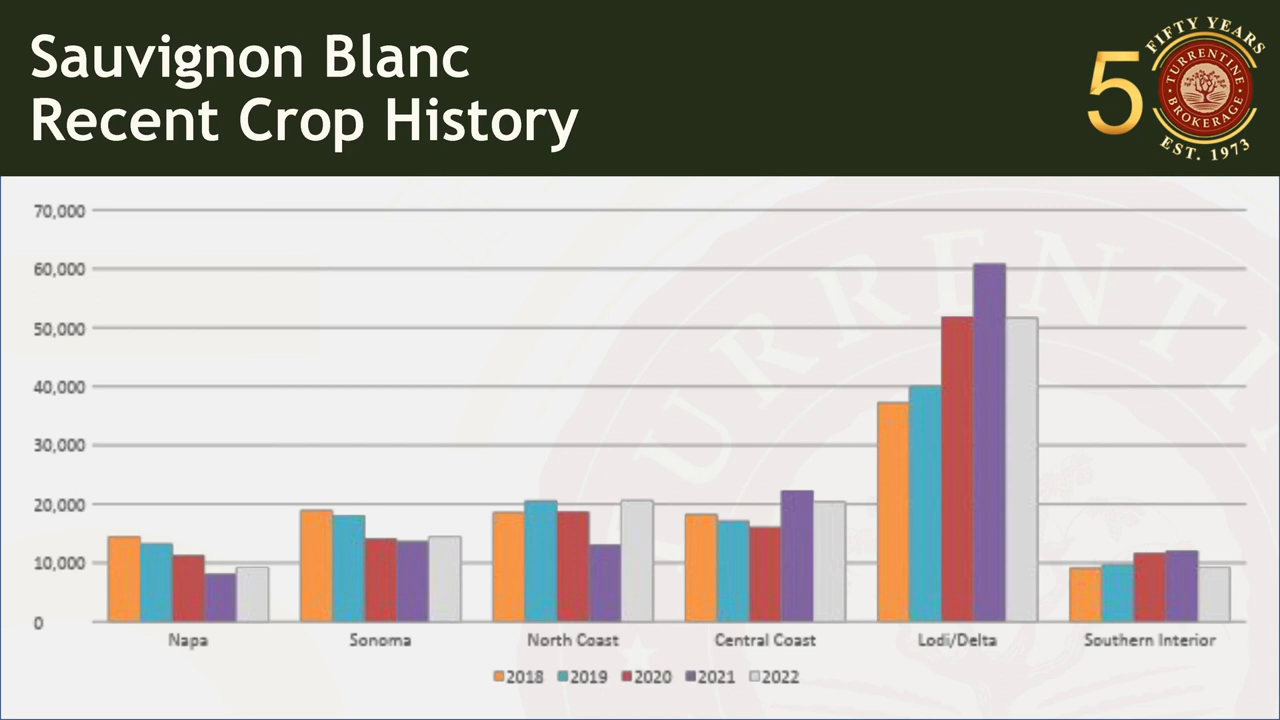 Sauvignon Blanc
Recent Crop History
50
FIFTY YEARS
TURRENTINE
BROKERAGE
EST. 1973
70,000
60,000
50,000
40,000
30,000
20,000
10,000
0
Napa Sonoma North Coast Central Coast Lodi/Delta Southern Interior
2018 2019 2020 2021 2022
URRENTI